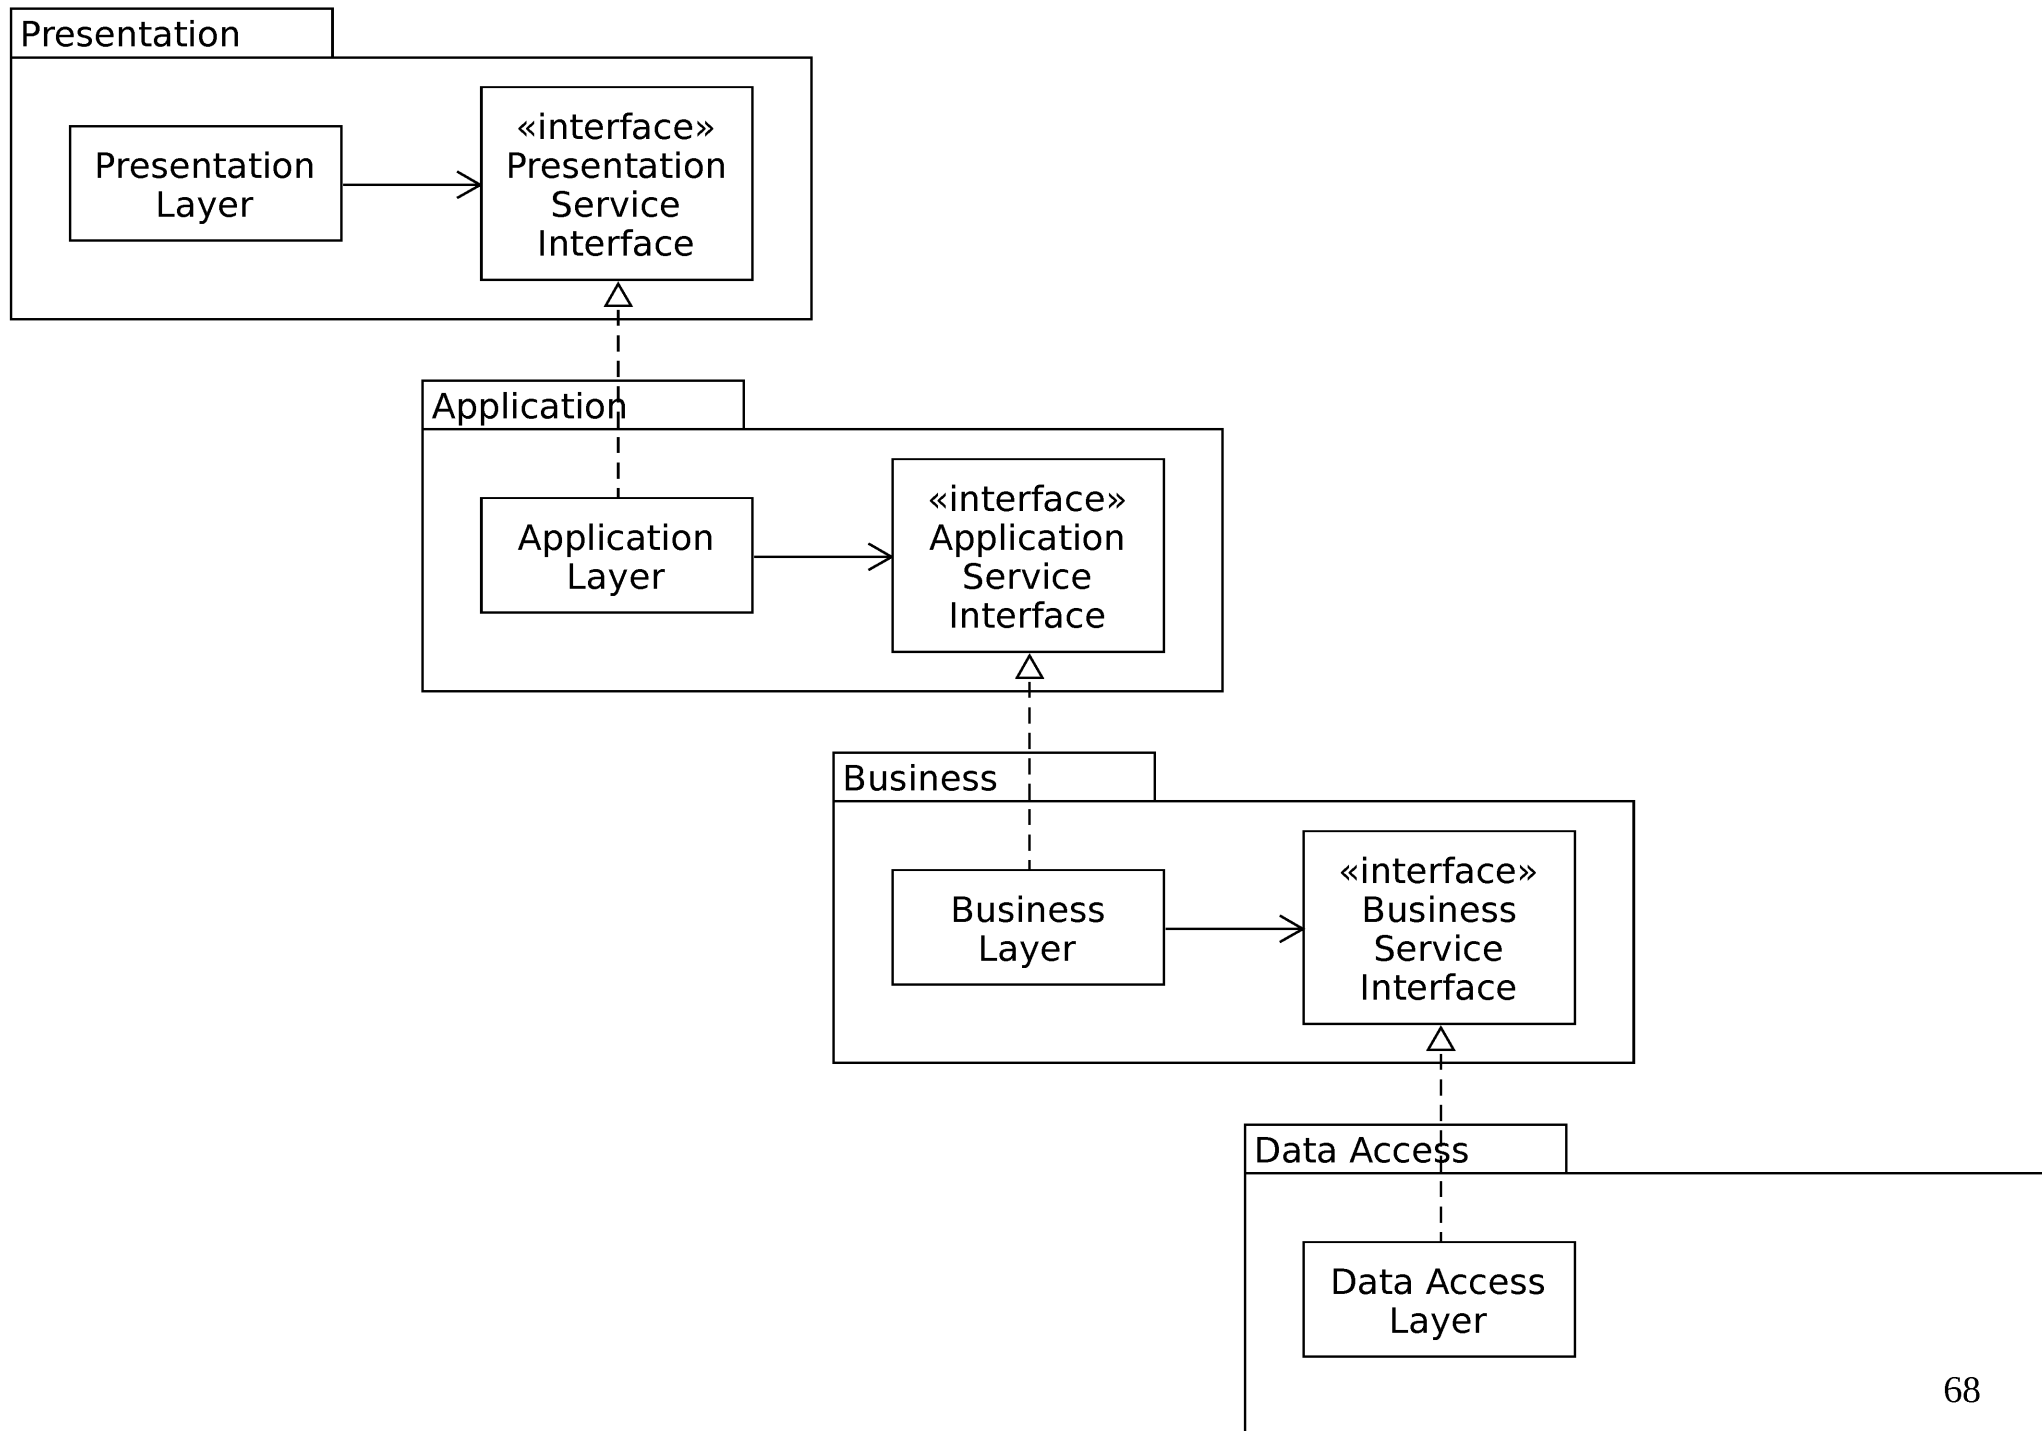 Presentation
Presentation
Layer
«interface»
Presentation
Service
Interface
Application
Application
Layer
«interface»
Application
Service
Interface
Business
Business
Layer
«interface»
Business
Service
Interface
Data Access
Data Access
Layer
68